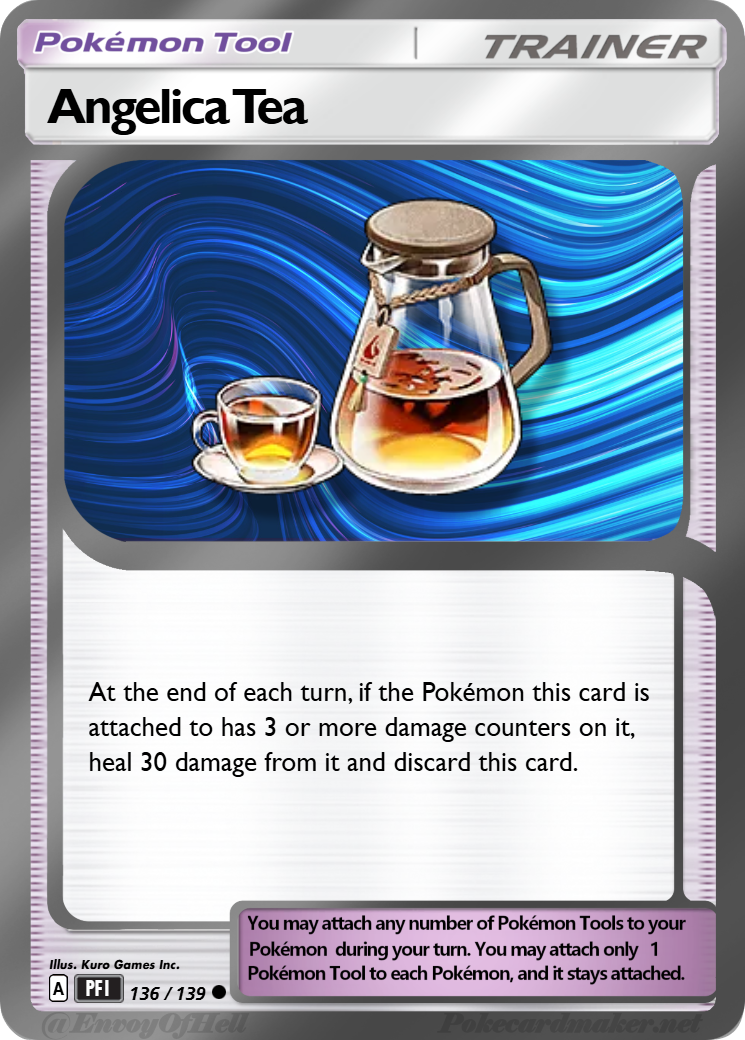 Pokémon Tool | TRAINER
Angelica Tea
At the end of each turn, if the Pokémon this card is
attached to has 3 or more damage counters on it,
heal 30 damage from it and discard this card.
You may attach any number of Pokémon Tools to your
Pokémon during your turn. You may attach only 1
Pokémon Tool to each Pokémon, and it stays attached.
Illus. Kuro Games Inc.
A PFI 136 / 139
@EnvoyOfHell Pokecardmaker.net